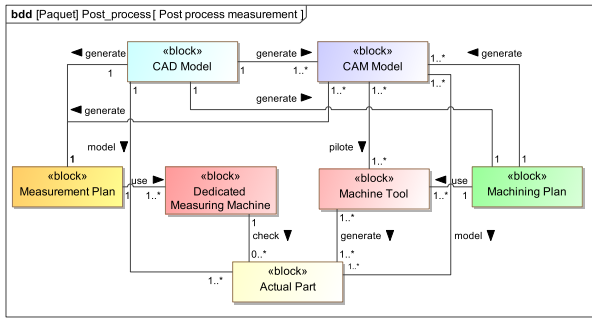 bdd [Paquet] Post_process [ Post process measurement ]
◄ generate
generate ►
◄ generate
«block»
CAD Model
«block»
CAM Model
1
1
1..*
1..*
1
1
1..*
1..*
1..*
generate ►
◄ generate
model ▼
pilote ▼
1
1..*
1
1
«block»
Measurement Plan
use ►
1
1..*
«block»
Dedicated
Measuring Machine
«block»
Machine Tool
◄ use
1..*
1
«block»
Machining Plan
1
1..*
check ▼
generate ▼
model ▼
0..*
1..*
1..*
1..*
«block»
Actual Part